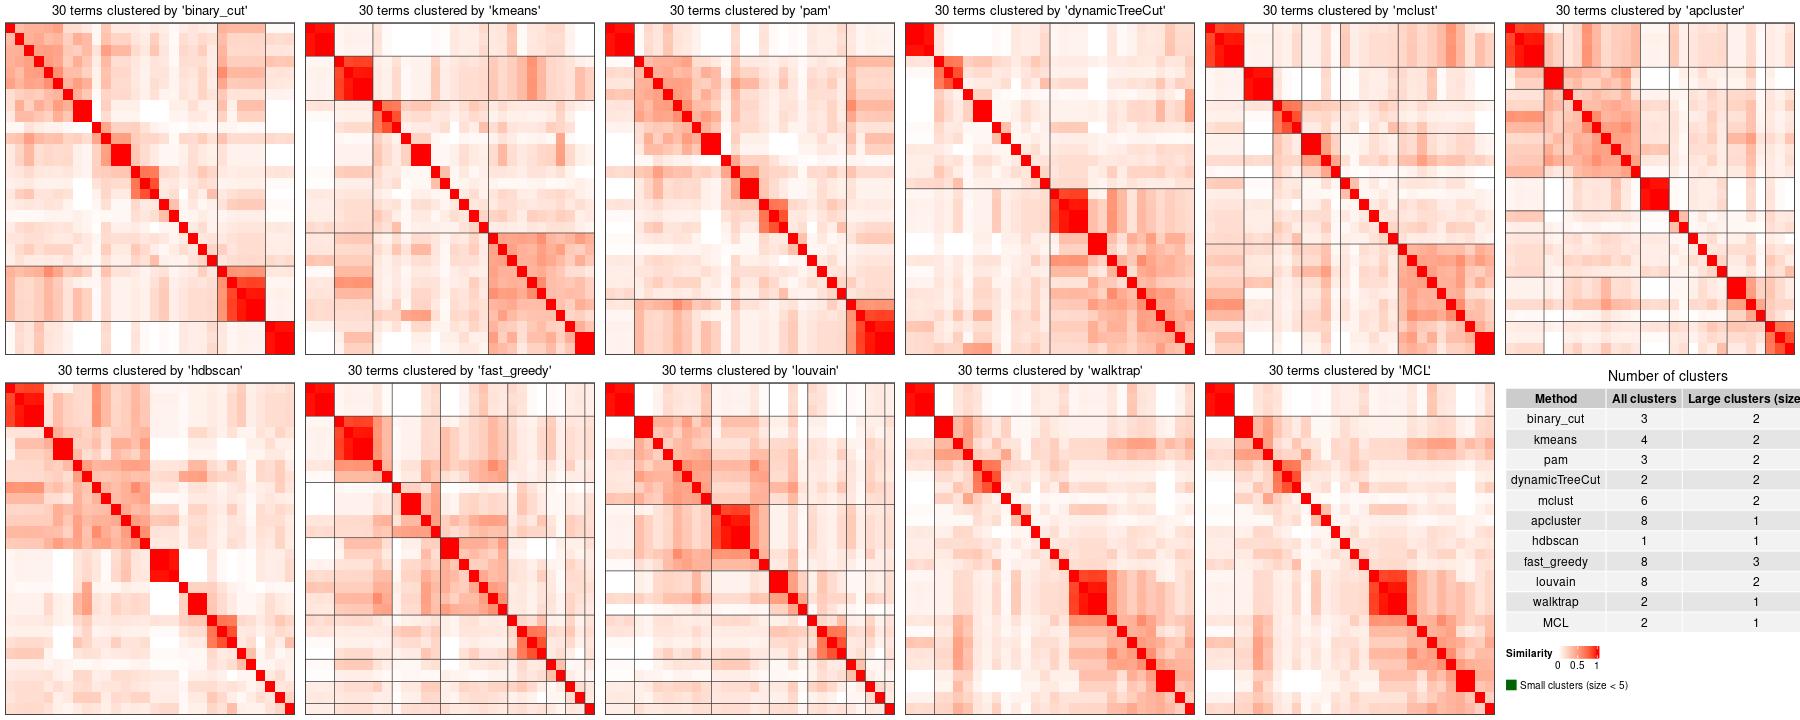 30 terms clustered by 'binary_cut'
30 terms clustered by 'kmeans'
30 terms clustered by 'pam'
30 terms clustered by 'dynamicTreeCut'
30 terms clustered by 'mclust'
30 terms clustered by 'apcluster'
30 terms clustered by 'hdbscan'
30 terms clustered by 'fast_greedy'
30 terms clustered by 'louvain'
30 terms clustered by 'walktrap'
30 terms clustered by 'MCL'
Number of clusters
Method All clusters Large clusters (size
binary_cut 3 2
kmeans 4 2
pam 3 2
dynamicTreeCut 2 2
mclust 6 2
apcluster 8 1
hdbscan 1 1
fast_greedy 8 3
louvain 8 2
walktrap 2 1
MCL 2 1
Similarity
0 0.5 1
Small clusters (size < 5)